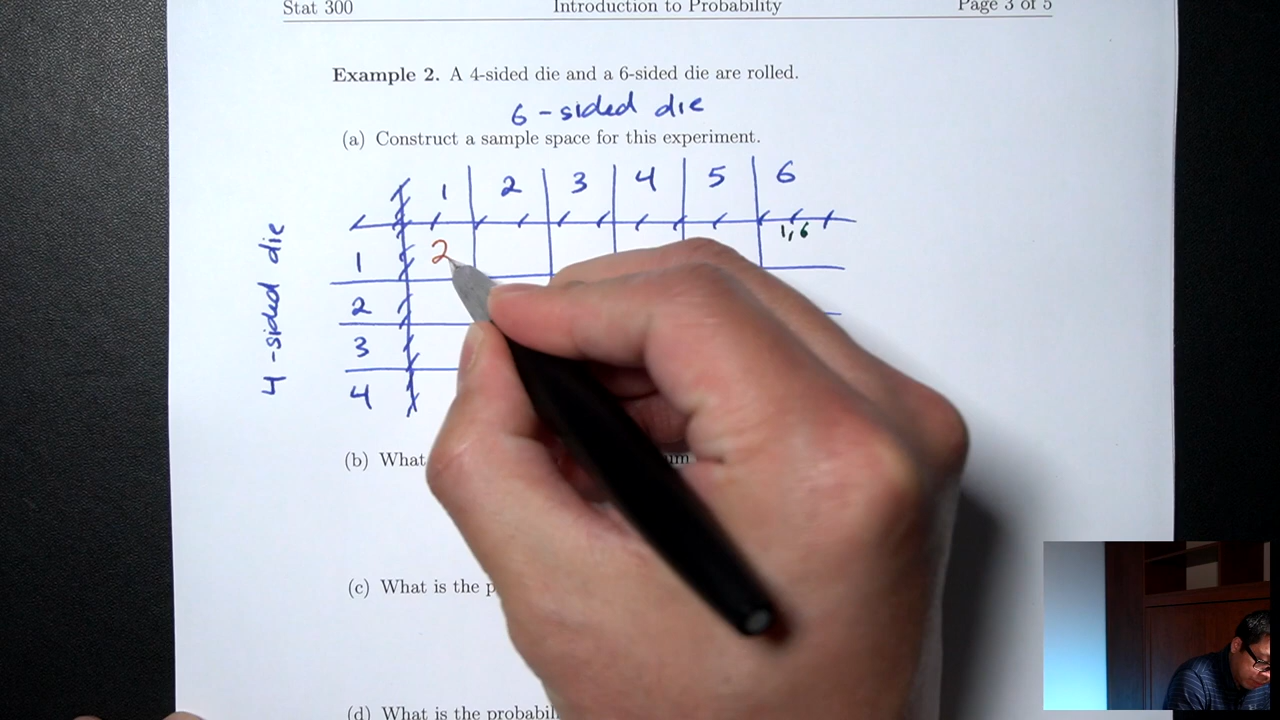 Stat 300 Introduction to Probability Page 3 of 5
Example 2. A 4-sided die and a 6-sided die are rolled.
6-sided die
(a) Construct a sample space for this experiment.
1 2 3 4 5 6
4-sided die
1 2 1,6
2
3
4
(b) What
(c) What is the
(d) What is the